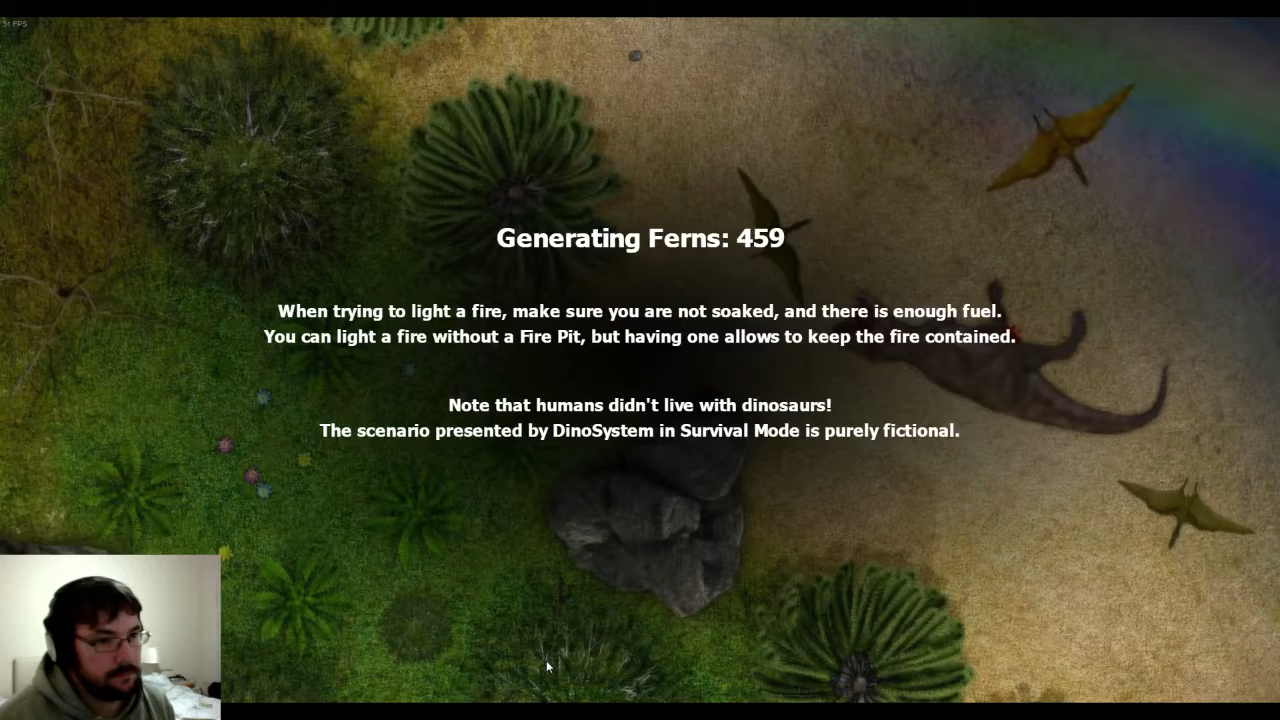 31 FPS
Generating Ferns: 459
When trying to light a fire, make sure you are not soaked, and there is enough fuel.
You can light a fire without a Fire Pit, but having one allows to keep the fire contained.
Note that humans didn't live with dinosaurs!
The scenario presented by DinoSystem in Survival Mode is purely fictional.